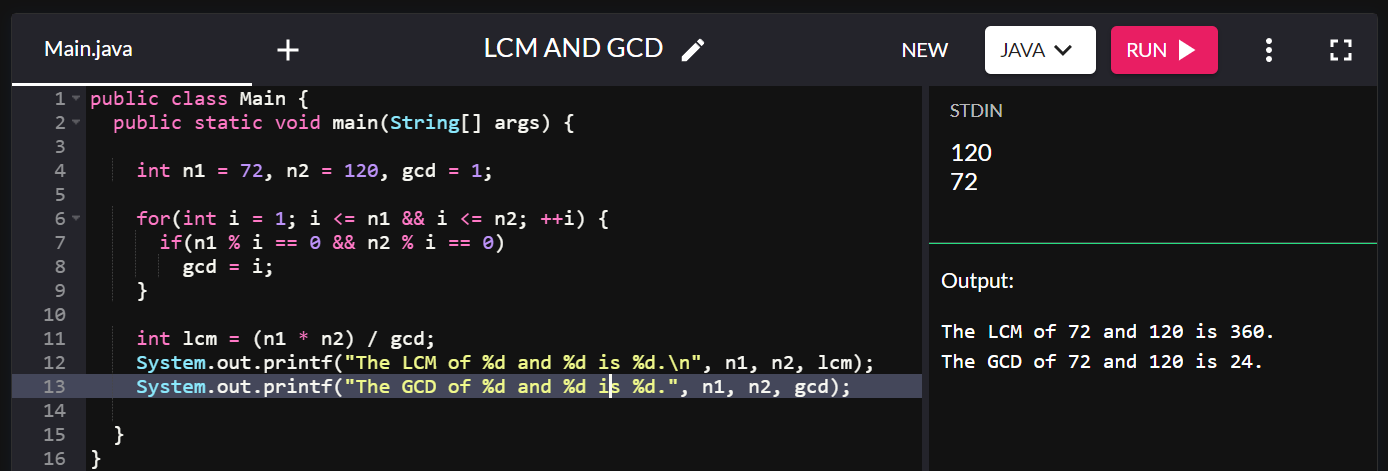 Main.java + LCM AND GCD NEW JAVA RUN
1 public class Main {
2 public static void main(String[] args) {
3
4 int n1 = 72, n2 = 120, gcd = 1;
5
6 for(int i = 1; i <= n1 && i <= n2; ++i) {
7 if(n1 % i == 0 && n2 % i == 0)
8 gcd = i;
9 }
10
11 int lcm = (n1 * n2) / gcd;
12 System.out.printf("The LCM of %d and %d is %d.\n", n1, n2, lcm);
13 System.out.printf("The GCD of %d and %d is %d.", n1, n2, gcd);
14
15 }
16 }
STDIN
120
72
Output:
The LCM of 72 and 120 is 360.
The GCD of 72 and 120 is 24.